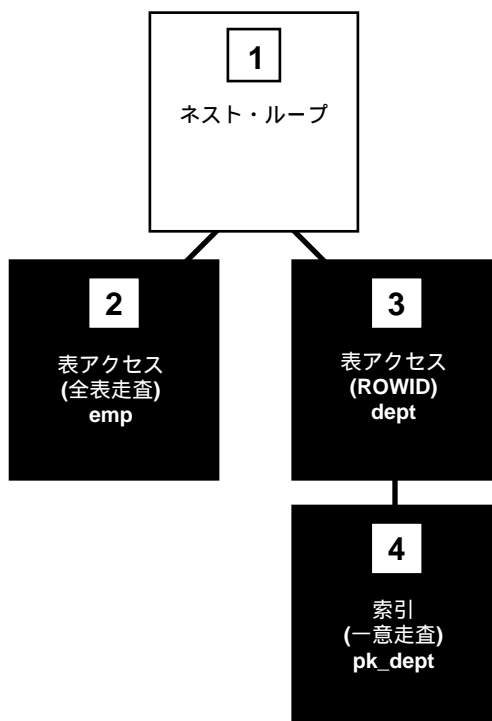 1
ネスト・ループ
2
表アクセス
(全表走査)
emp
3
表アクセス
(ROWID)
dept
4
索引
(一意走査)
pk_dept